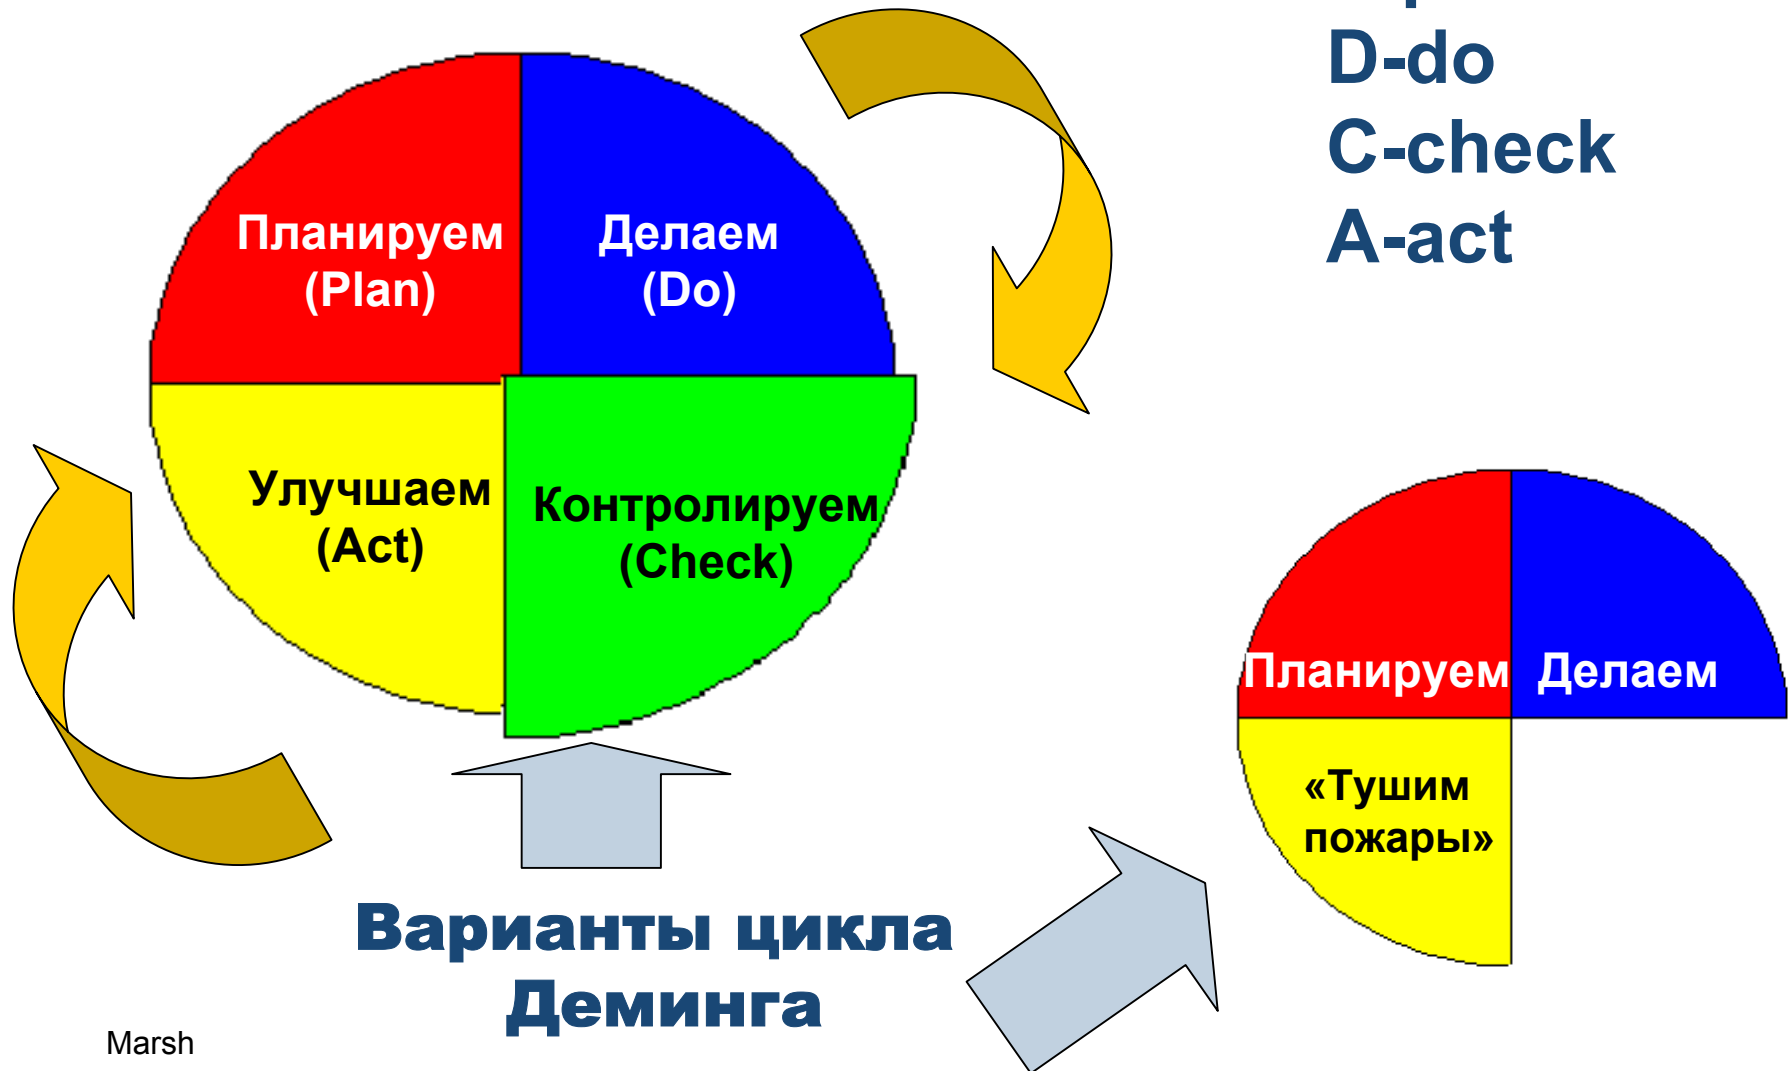 D-do
C-check
A-act
Планируем
(Plan)
Делаем
(Do)
Улучшаем
(Act)
Контролируем
(Check)
Планируем
Делаем
«Тушим
пожары»
Варианты цикла
Деминга
Marsh